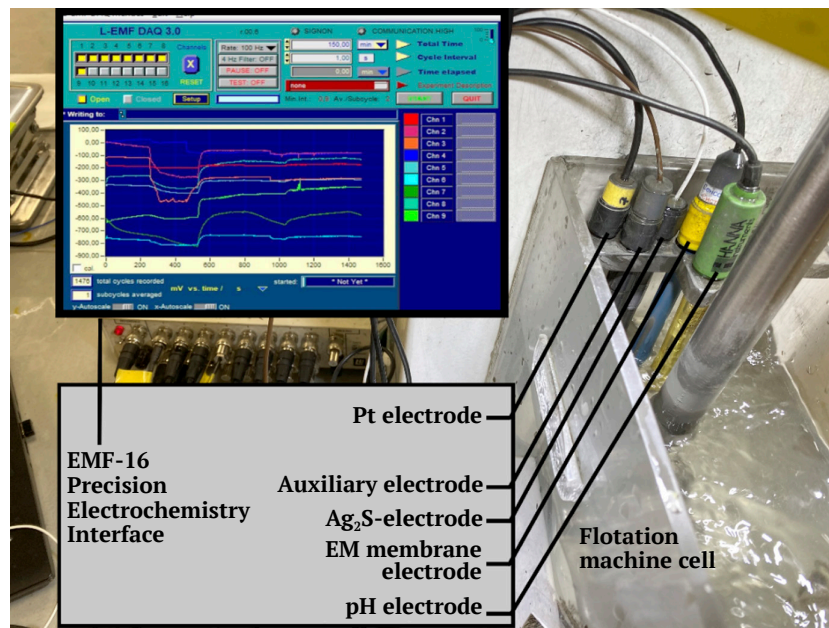 L-EMF DAQ 3.0
SIGNON
COMMUNICATION HIGH
1 2 3 4 5 6 7 8
9 10 11 12 13 14 15 16
Channels
X
RESET
Open
Closed
Setup
Rate: 100 Hz
4 Hz Filter: OFF
PAUSE :OFF
TEST :OFF
150,00 min Total Time
1,00 s Cycle Interval
0,00 min Time elapsed
none
Experiment Description
QUIT
Writing to:
100,00
0,00
-100,00
-200,00
-300,00
-400,00
-500,00
-600,00
-700,00
-800,00
-900,00
0 200 400 600 800 1000 1200 1400 1600
Chn 1
Chn 2
Chn 3
Chn 4
Chn 5
Chn 6
Chn 7
Chn 8
Chn 9
cal.
1476 total cycles recorded
1 subcycles averaged
mV vs. time / s
started: * Not Yet *
y-Autoscale ON x-Autoscale ON
HANNA
Pt electrode
Auxiliary electrode
Ag₂S-electrode
EM membrane
electrode
pH electrode
EMF-16
Precision
Electrochemistry
Interface
Flotation
machine cell